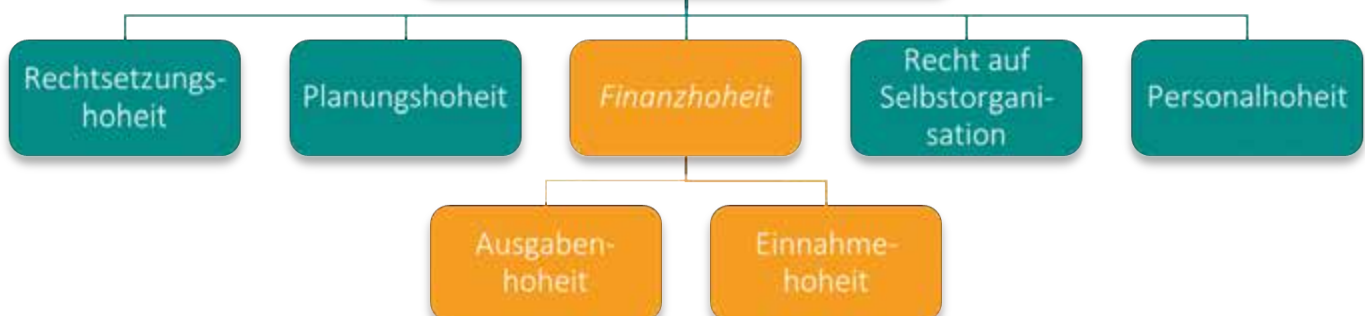 Rechtsetzungs-
hoheit
Planungshoheit
Finanzhoheit
Recht auf
Selbstorgani-
sation
Personalhoheit
Ausgaben-
hoheit
Einnahme-
hoheit